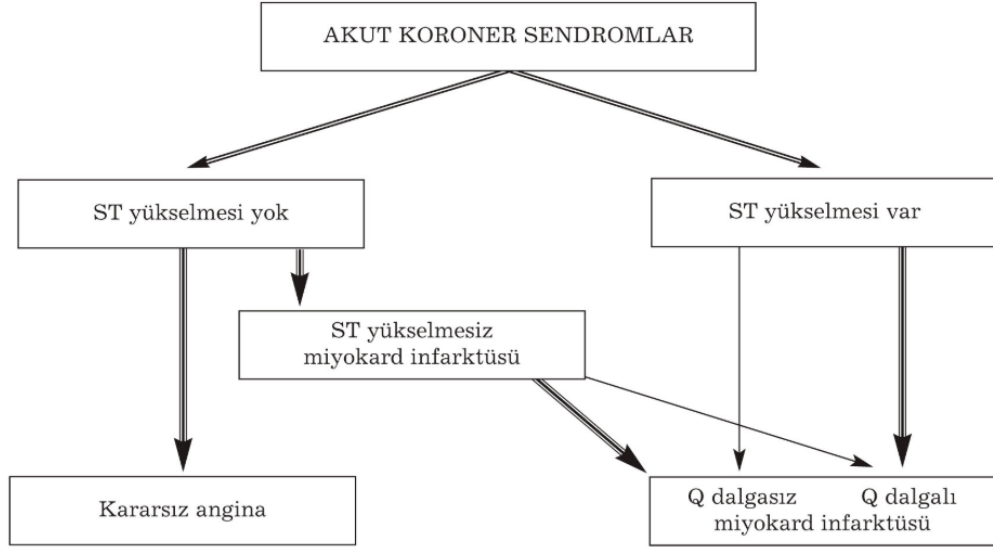 AKUT KORONER SENDROMLAR
ST yükselmesi yok
ST yükselmesi var
ST yükselmesiz
miyokard infarktüsü
Kararsız angina
Q dalgasız Q dalgalı
miyokard infarktüsü